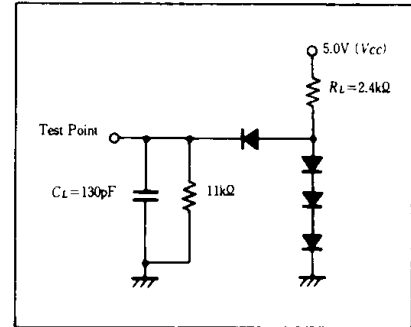 5.0V (Vcc)
RL=2.4kΩ
Test Point
CL=130pF
11kΩ